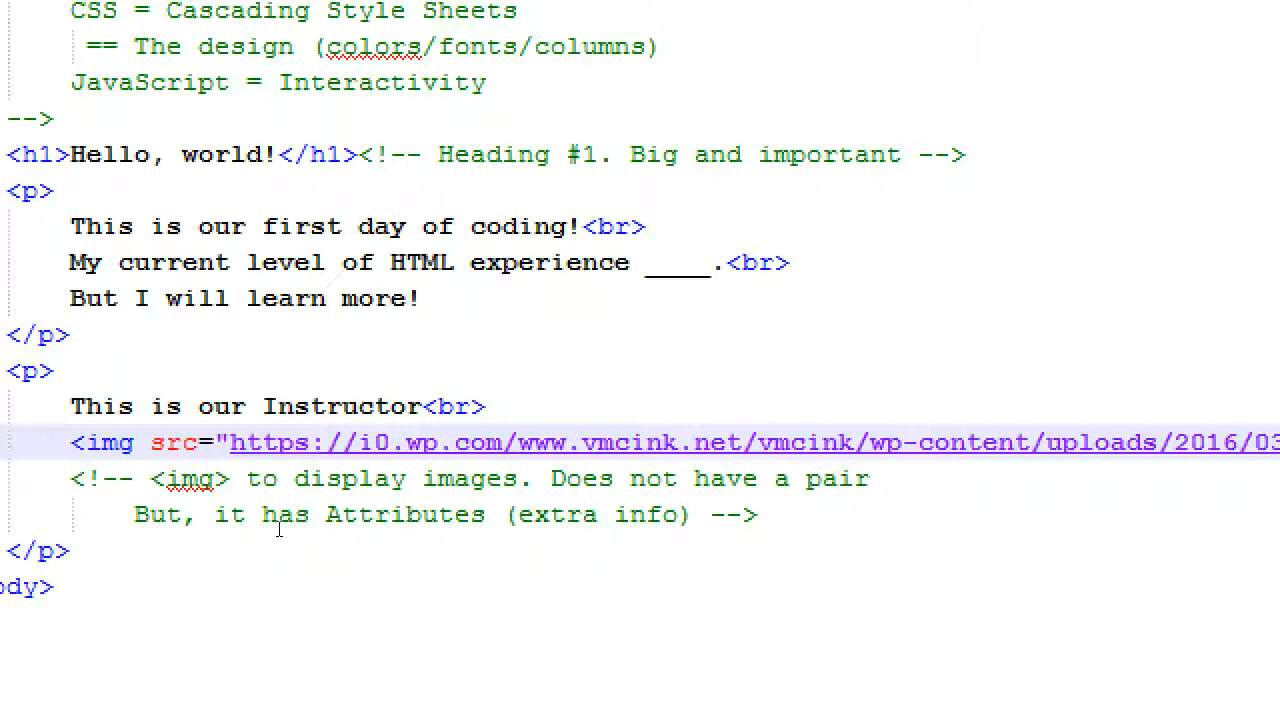 CSS = Cascading Style Sheets
== The design (colors/fonts/columns)
JavaScript = Interactivity
-->
<h1>Hello, world!</h1><!-- Heading #1. Big and important -->
<p>
This is our first day of coding!<br>
My current level of HTML experience ____.<br>
But I will learn more!
</p>
<p>
This is our Instructor<br>
<img src="https://i0.wp.com/www.vmcink.net/vmcink/wp-content/uploads/2016/03
<!-- <img> to display images. Does not have a pair
But, it has Attributes (extra info) -->
</p>
ody>